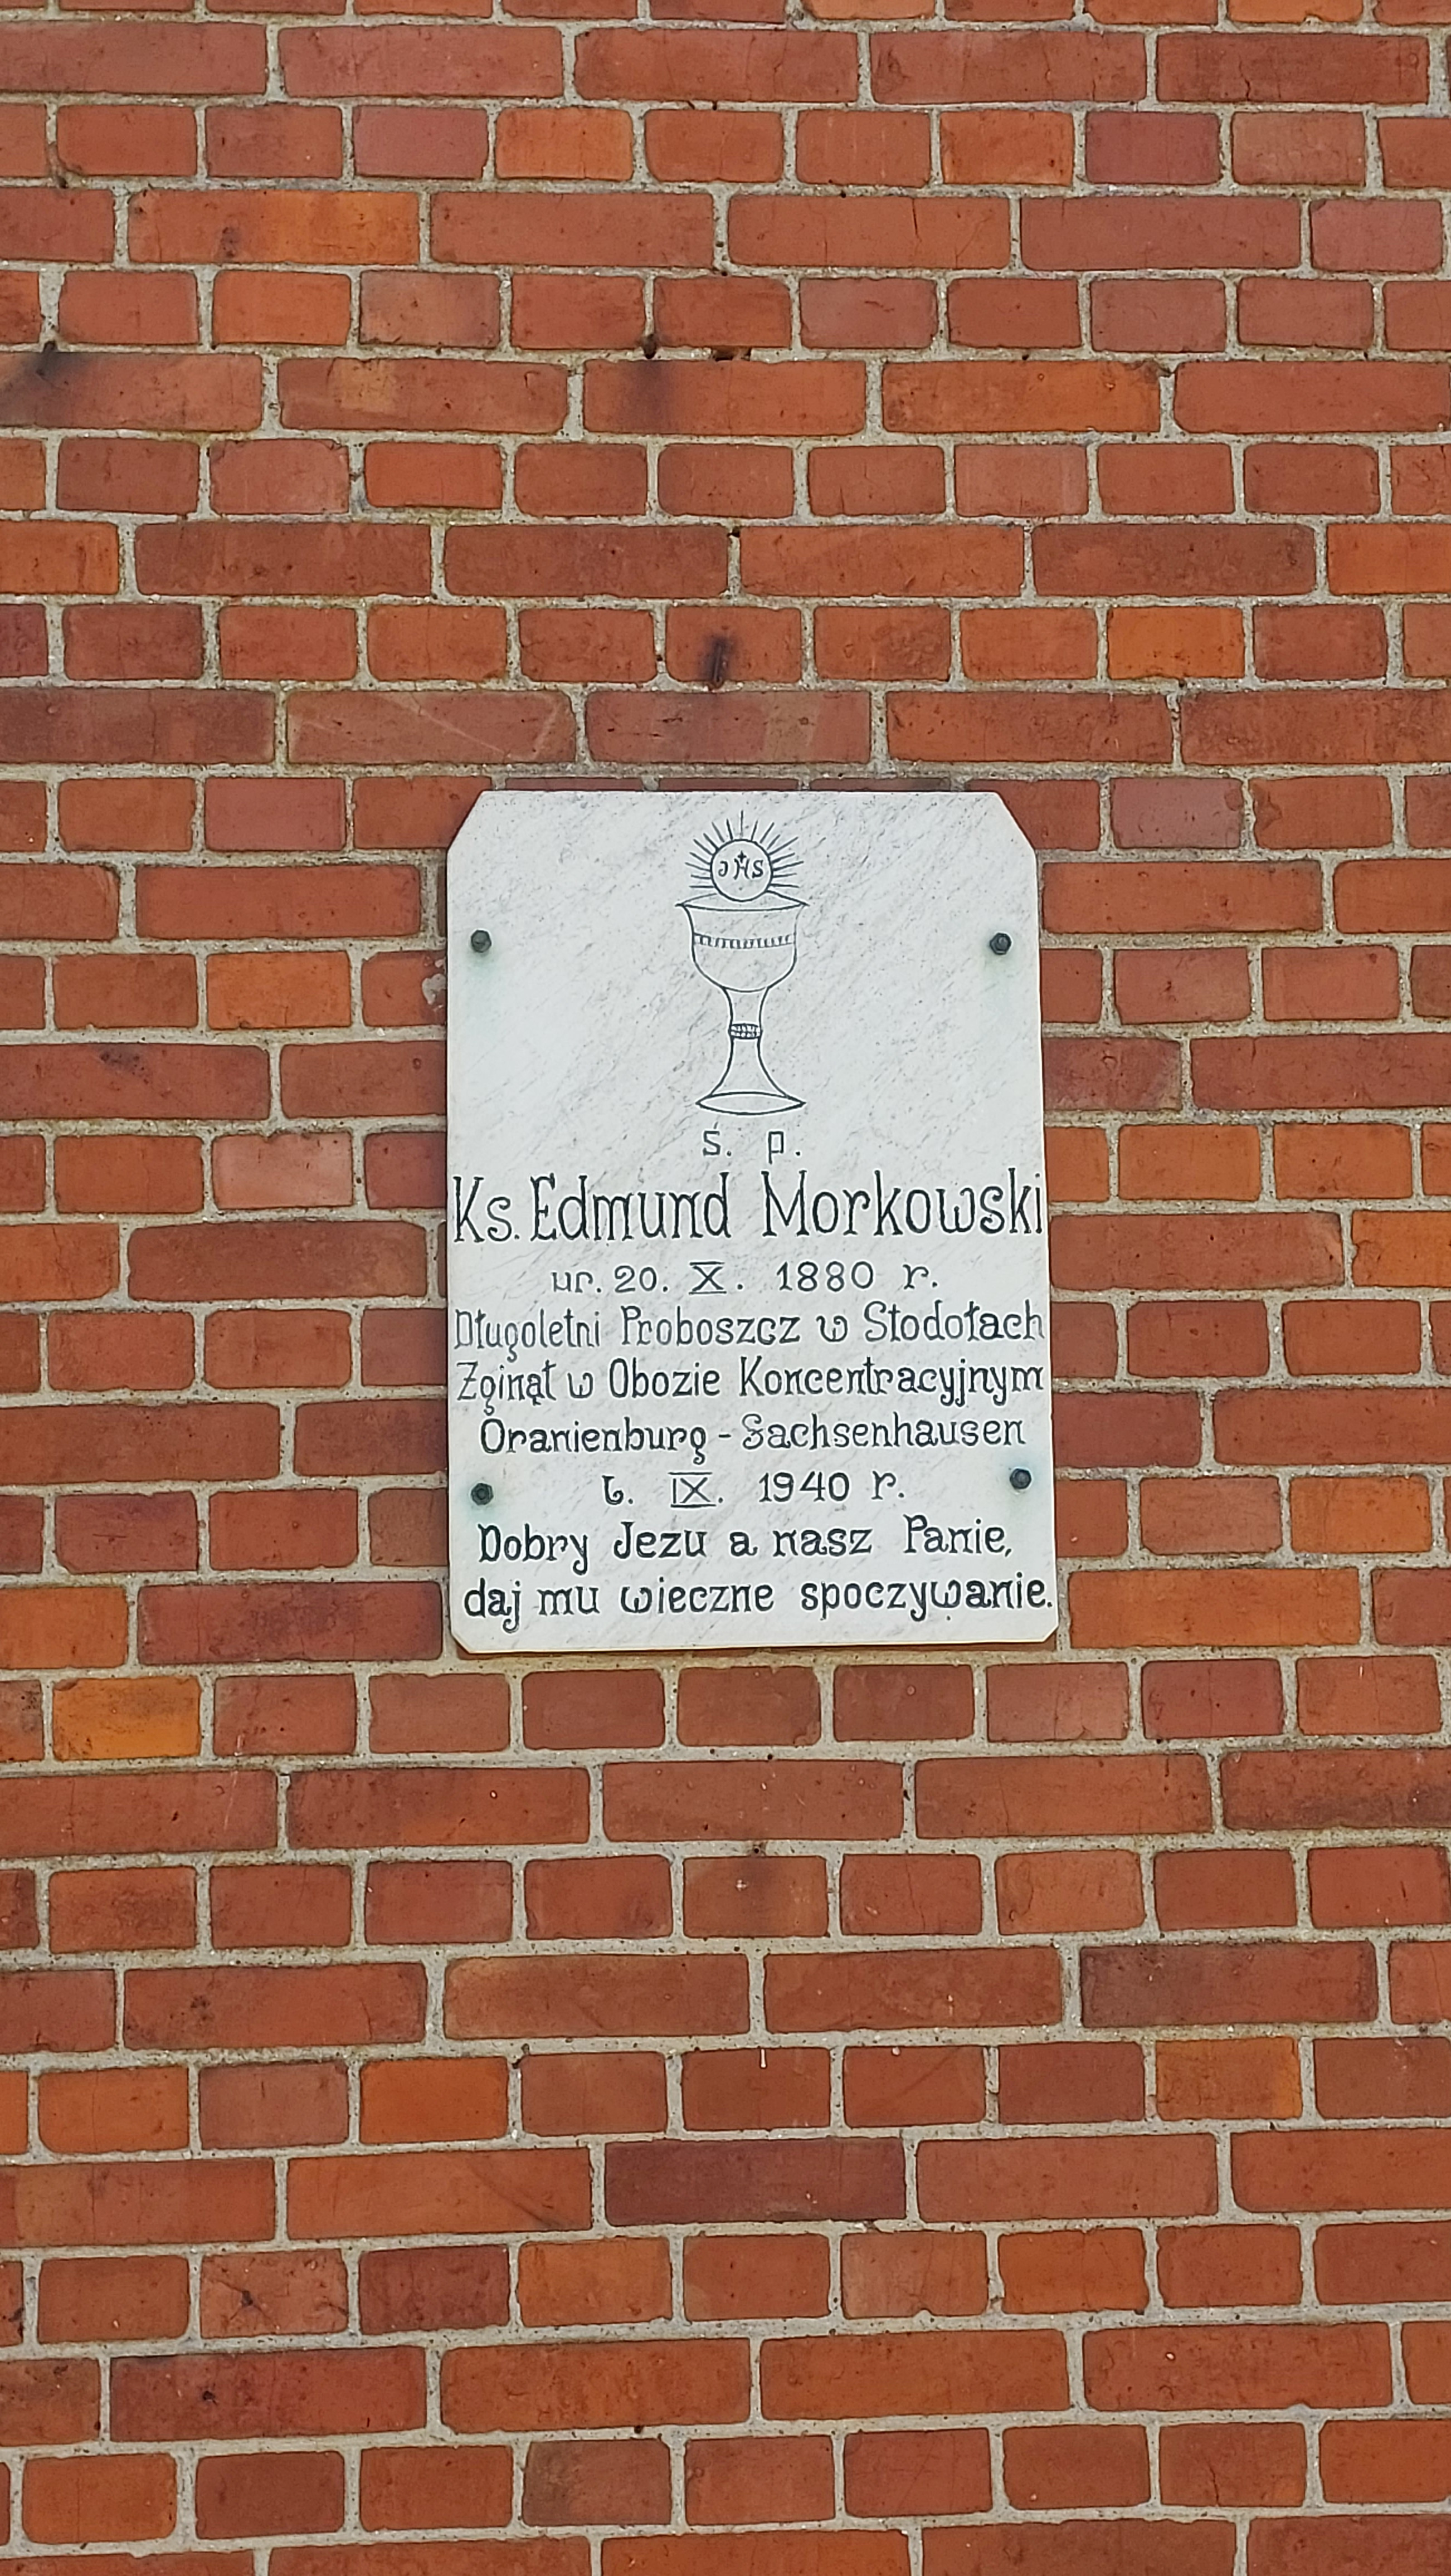 JHS
Ś. p.
Ks. Edmund Morkowski
ur. 20. X. 1880 r.
Długoletni Proboszcz w Stodołach
Zginął w Obozie Koncentracyjnym
Oranienburg - Sachsenhausen
6. IX. 1940 r.
Dobry Jezu a nasz Panie,
daj mu wieczne spoczywanie.